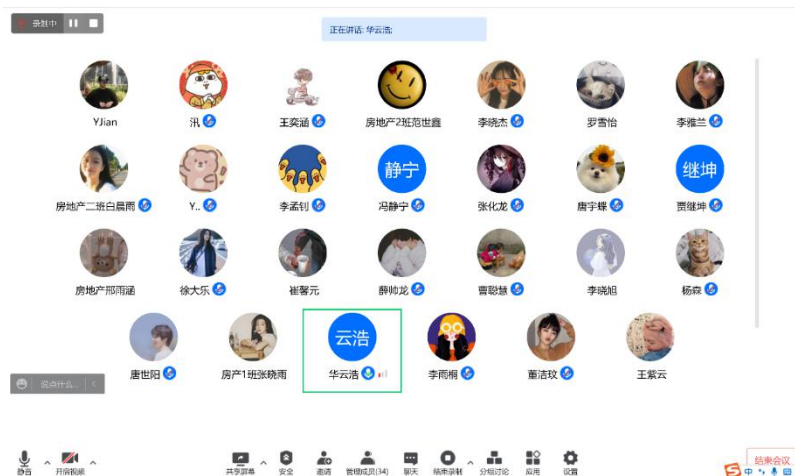 录制中
正在讲话: 华云浩;
YJian
汛
王奕涵
房地产2班范世鑫
李晓杰
罗雪怡
李雅兰
静宁
继坤
房地产二班白晨雨
Y..
李孟钊
冯静宁
张化龙
唐宇蝶
贾继坤
房地产邢雨涵
徐大乐
崔馨元
薛帅龙
曹聪慧
李晓旭
杨森
云浩
唐世阳
房产1班张晓雨
华云浩
李雨桐
董洁玟
王紫云
说点什么...
静音
开启视频
共享屏幕
安全
邀请
管理成员(34)
聊天
结束录制
分组讨论
应用
设置
结束会议
中